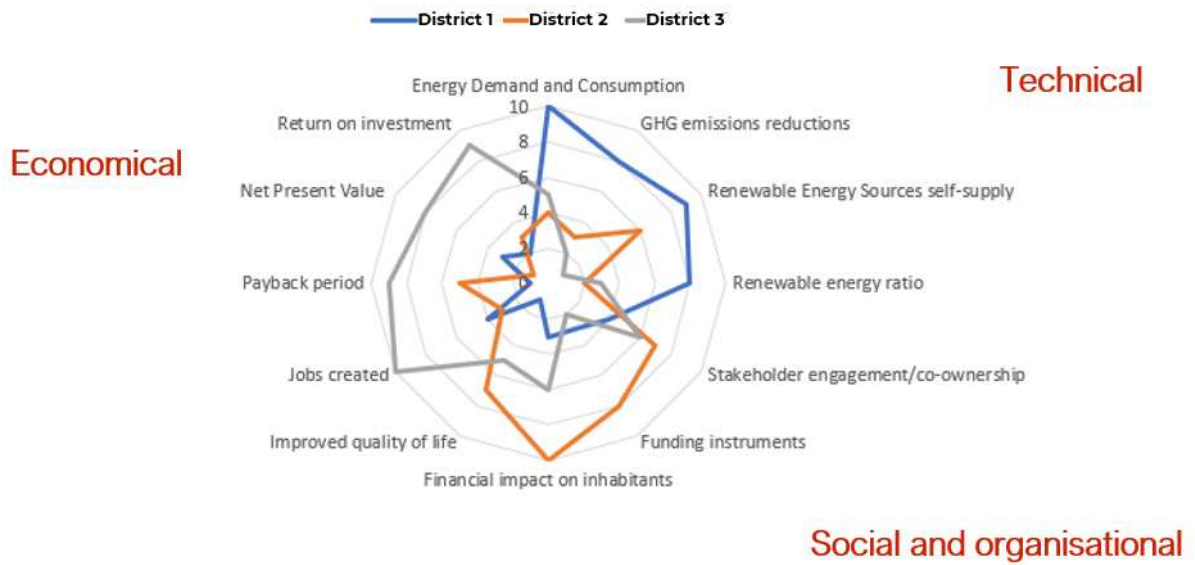 District 1 District 2 District 3
Technical
Economical
Social and organisational
Energy Demand and Consumption
GHG emissions reductions
Renewable Energy Sources self-supply
Renewable energy ratio
Stakeholder engagement/co-ownership
Funding instruments
Financial impact on inhabitants
Improved quality of life
Jobs created
Payback period
Net Present Value
Return on investment
10
8
6
4
2
0